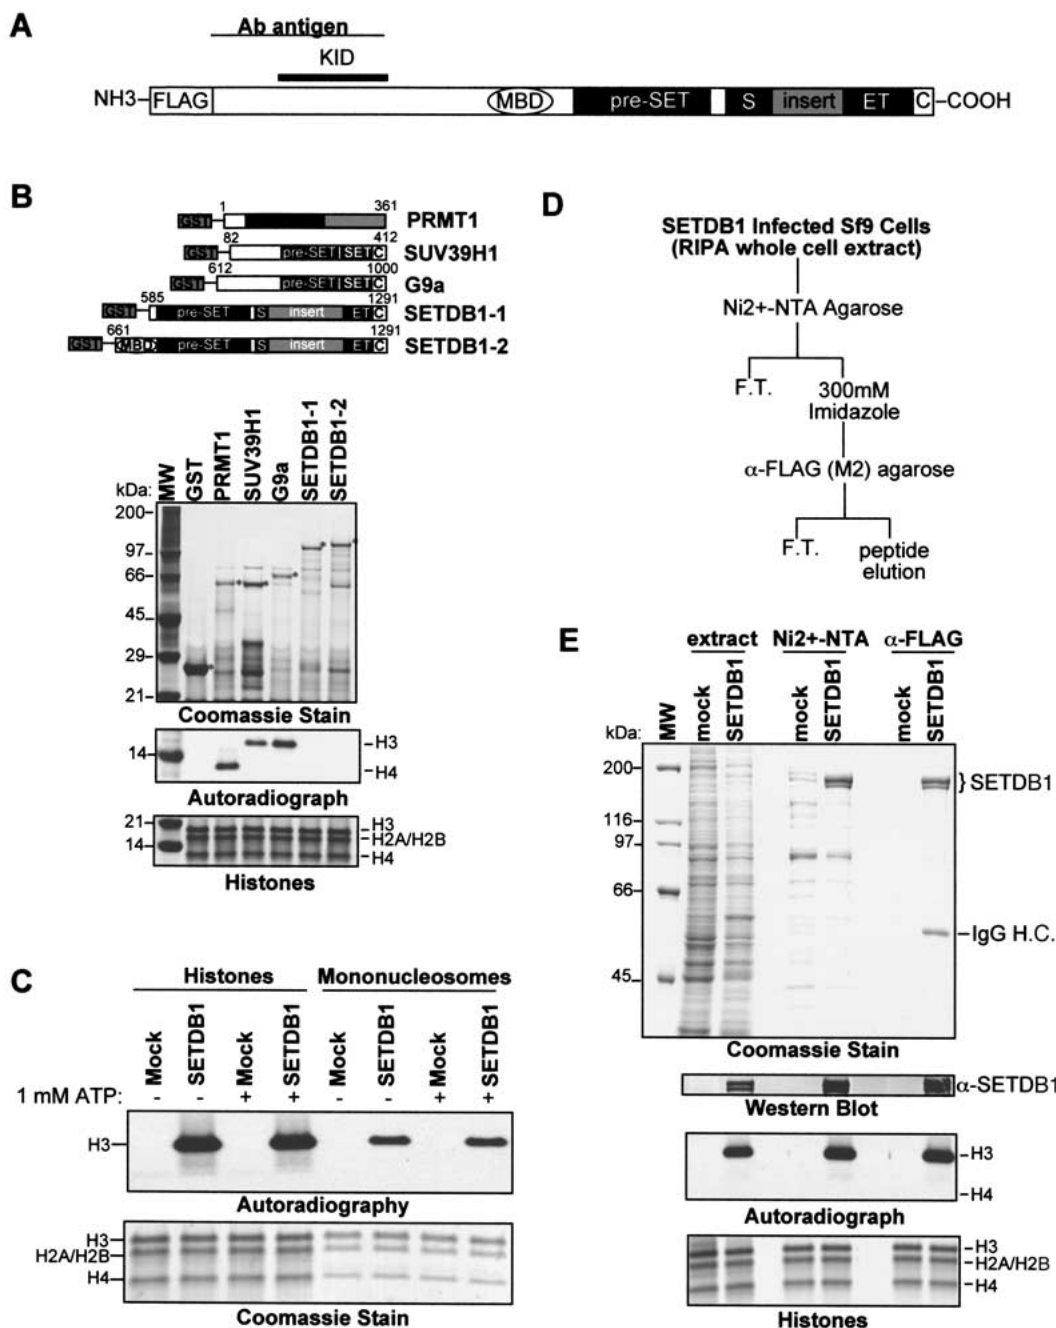 A
Ab antigen
KID
NH3 FLAG MBD pre-SET S insert ET C COOH
B
1 361
GST PRMT1
82 412
GST pre-SET SET C SUV39H1
612 1000
GST pre-SET SET C G9a
585 1291
GST pre-SET S insert ET C SETDB1-1
661 1291
GST MBD pre-SET S insert ET C SETDB1-2
kDa: MW GST PRMT1 SUV39H1 G9a SETDB1-1 SETDB1-2
200
97
66
45
29
21
Coomassie Stain
14
H3
H4
Autoradiograph
21
14
H3
H2A/H2B
H4
Histones
C
Histones Mononucleosomes
Mock SETDB1 Mock SETDB1 Mock SETDB1 Mock SETDB1
1 mM ATP: - - + + - - + +
H3
Autoradiography
H3
H2A/H2B
H4
Coomassie Stain
D
SETDB1 Infected Sf9 Cells
(RIPA whole cell extract)
Ni2+-NTA Agarose
F.T. 300mM
Imidazole
α-FLAG (M2) agarose
F.T. peptide
elution
E
extract Ni2+-NTA α-FLAG
kDa: MW mock SETDB1 mock SETDB1 mock SETDB1
200
116
97
66
45
} SETDB1
IgG H.C.
Coomassie Stain
α-SETDB1
Western Blot
H3
H4
Autoradiograph
H3
H2A/H2B
H4
Histones